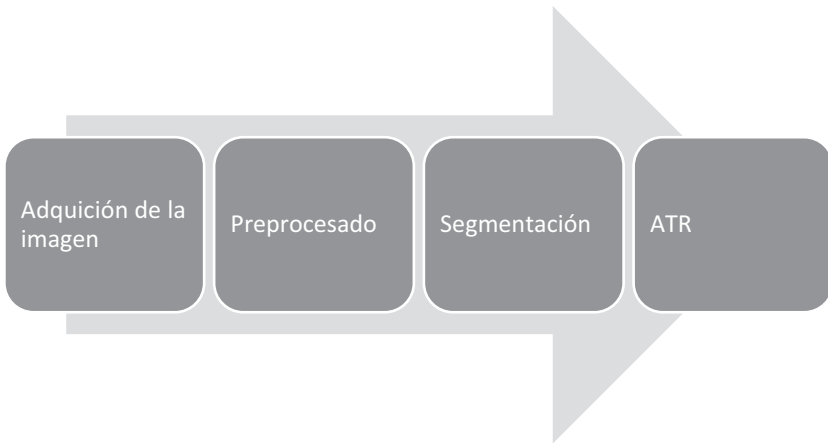 Adquición de la
imagen
Preprocesado
Segmentación
ATR